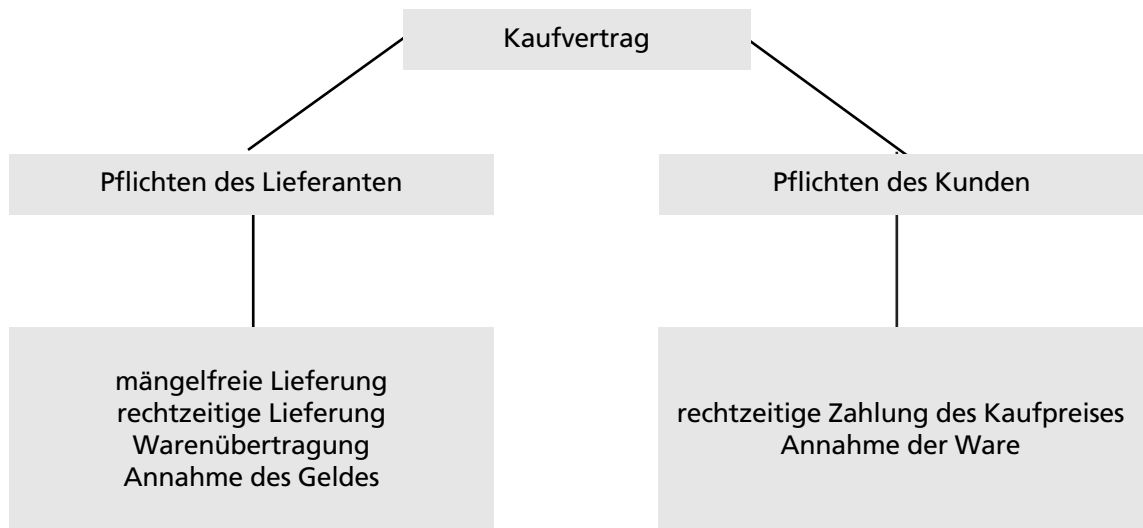 Kaufvertrag
Pflichten des Lieferanten
Pflichten des Kunden
mängelfreie Lieferung
rechtzeitige Lieferung
Warenübertragung
Annahme des Geldes
rechtzeitige Zahlung des Kaufpreises
Annahme der Ware